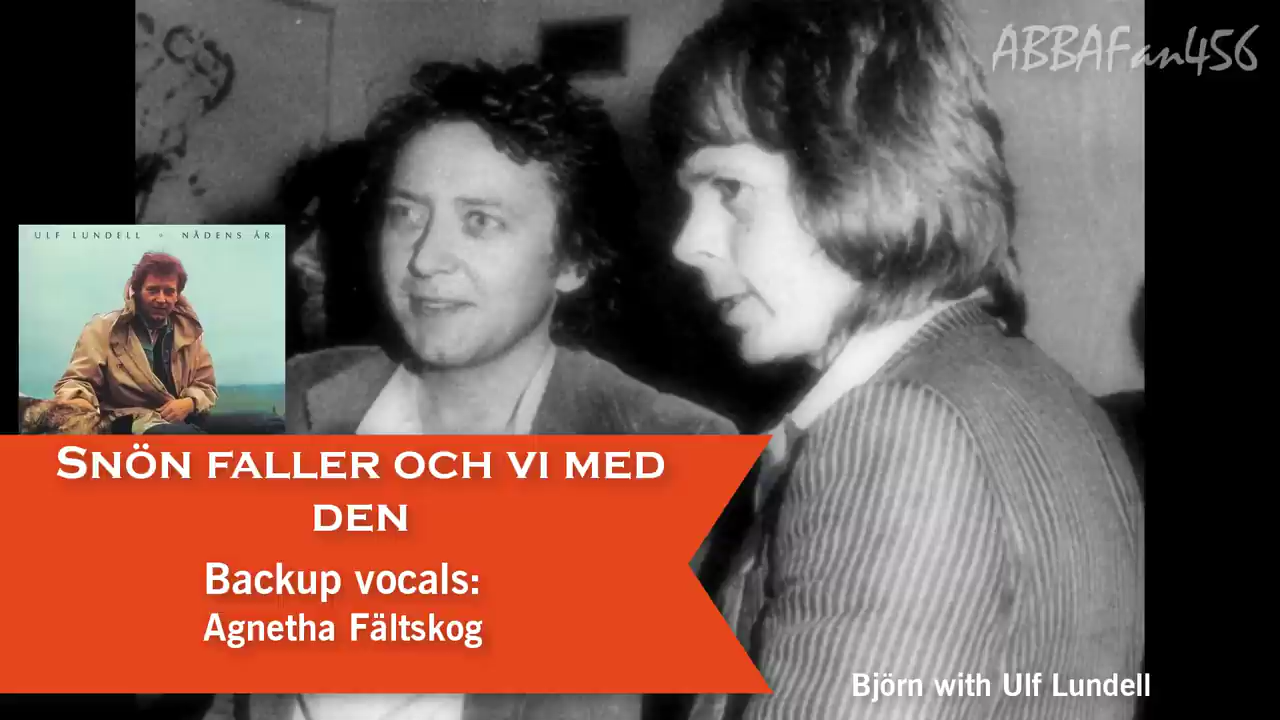 ABBAFan456
ULF LUNDELL • NÅDENS ÅR
SNÖN FALLER OCH VI MED
DEN
Backup vocals:
Agnetha Fältskog
Björn with Ulf Lundell